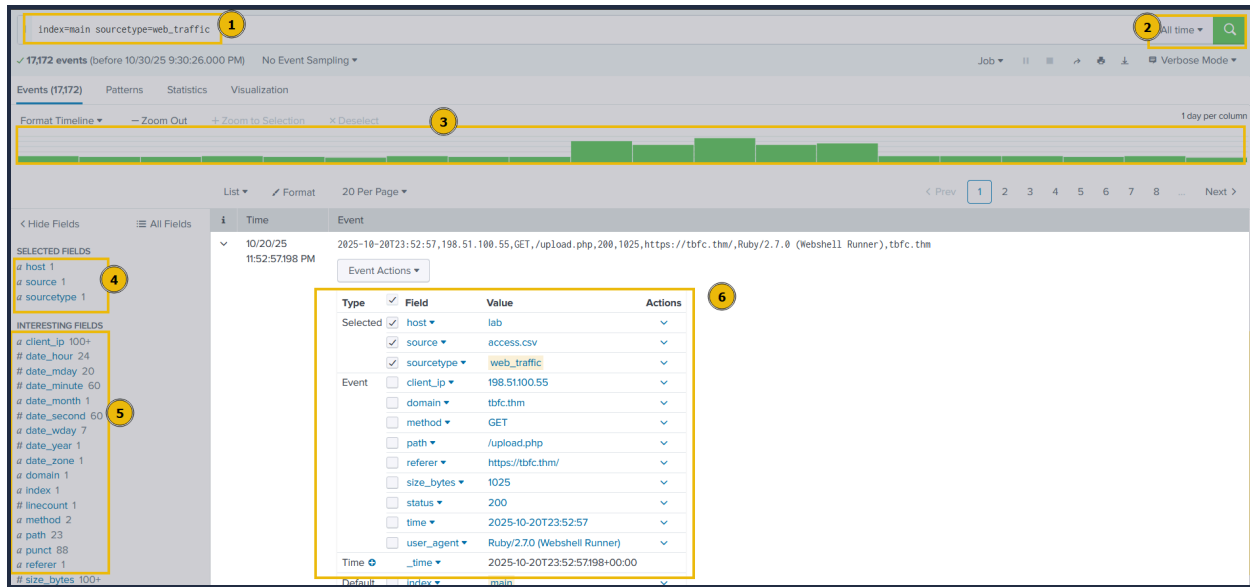 index=main sourcetype=web_traffic
1
2
All time
17,172 events (before 10/30/25 9:30:26.000 PM) No Event Sampling
Job
Verbose Mode
Events (17,172) Patterns Statistics Visualization
Format Timeline — Zoom Out + Zoom to Selection × Deselect
3
1 day per column
List Format 20 Per Page
< Prev 1 2 3 4 5 6 7 8 ... Next >
< Hide Fields All Fields
i Time Event
SELECTED FIELDS
a host 1
a source 1
a sourcetype 1
4
INTERESTING FIELDS
a client_ip 100+
# date_hour 24
# date_mday 20
# date_minute 60
a date_month 1
# date_second 60
a date_wday 7
# date_year 1
a date_zone 1
a domain 1
a index 1
# linecount 1
a method 2
a path 23
a punct 88
a referer 1
# size_bytes 100+
5
10/20/25
11:52:57.198 PM
2025-10-20T23:52:57,198.51.100.55,GET,/upload.php,200,1025,https://tbfc.thm/,Ruby/2.7.0 (Webshell Runner),tbfc.thm
Event Actions
6
Type Field Value Actions
Selected host lab
source access.csv
sourcetype web_traffic
Event client_ip 198.51.100.55
domain tbfc.thm
method GET
path /upload.php
referer https://tbfc.thm/
size_bytes 1025
status 200
time 2025-10-20T23:52:57
user_agent Ruby/2.7.0 (Webshell Runner)
Time _time 2025-10-20T23:52:57.198+00:00
Default index main